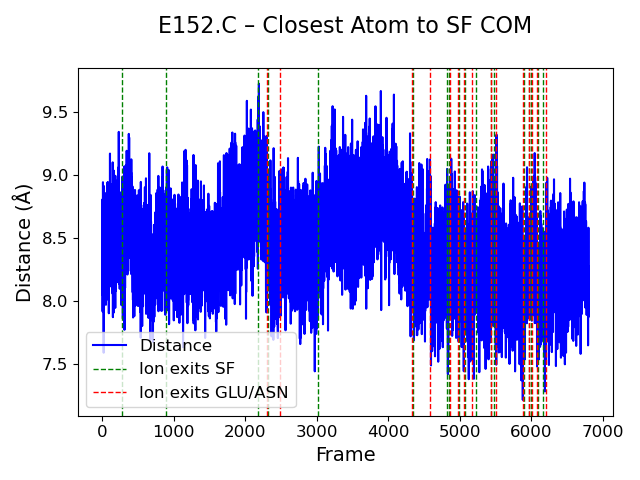 E152.C – Closest Atom to SF COM
Distance (Å)
9.5
9.0
8.5
8.0
7.5
Distance
Ion exits SF
Ion exits GLU/ASN
0 1000 2000 3000 4000 5000 6000 7000
Frame